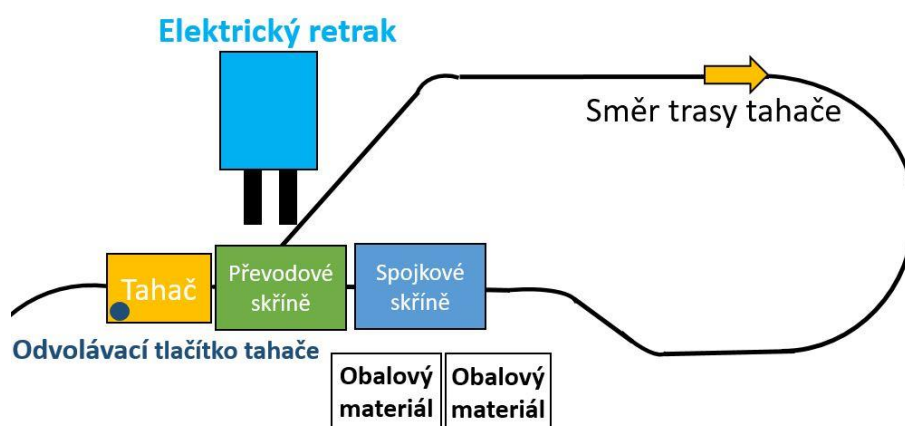 Elektrický retrak
Směr trasy tahače
Tahač
Převodové
skříně
Spojkové
skříně
Odvolávací tlačítko tahače
Obalový
materiál
Obalový
materiál